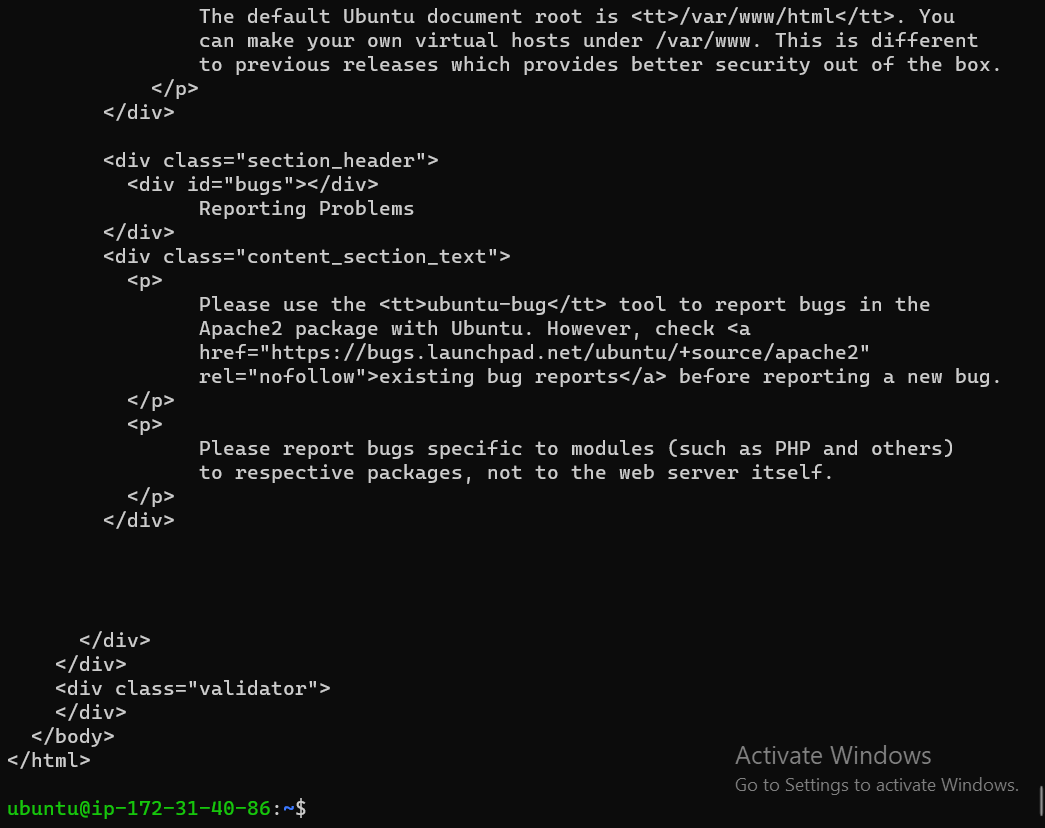 The default Ubuntu document root is <tt>/var/www/html</tt>. You
can make your own virtual hosts under /var/www. This is different
to previous releases which provides better security out of the box.
</p>
</div>
<div class="section_header">
<div id="bugs"></div>
Reporting Problems
</div>
<div class="content_section_text">
<p>
Please use the <tt>ubuntu-bug</tt> tool to report bugs in the
Apache2 package with Ubuntu. However, check <a
href="https://bugs.launchpad.net/ubuntu/+source/apache2"
rel="nofollow">existing bug reports</a> before reporting a new bug.
</p>
<p>
Please report bugs specific to modules (such as PHP and others)
to respective packages, not to the web server itself.
</p>
</div>
</div>
</div>
<div class="validator">
</div>
</body>
</html>
Activate Windows
Go to Settings to activate Windows.
ubuntu@ip-172-31-40-86:~$